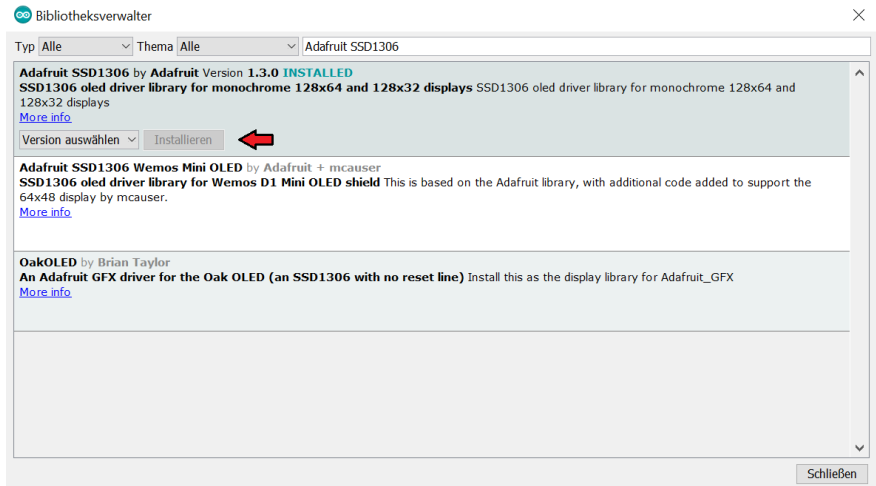 Bibliotheksverwalter
Typ Alle Thema Alle Adafruit SSD1306
Adafruit SSD1306 by Adafruit Version 1.3.0 INSTALLED
SSD1306 oled driver library for monochrome 128x64 and 128x32 displays SSD1306 oled driver library for monochrome 128x64 and
128x32 displays
More info
Version auswählen Installieren
Adafruit SSD1306 Wemos Mini OLED by Adafruit + mcauser
SSD1306 oled driver library for Wemos D1 Mini OLED shield This is based on the Adafruit library, with additional code added to support the
64x48 display by mcauser.
More info
OakOLED by Brian Taylor
An Adafruit GFX driver for the Oak OLED (an SSD1306 with no reset line) Install this as the display library for Adafruit_GFX
More info
Schließen